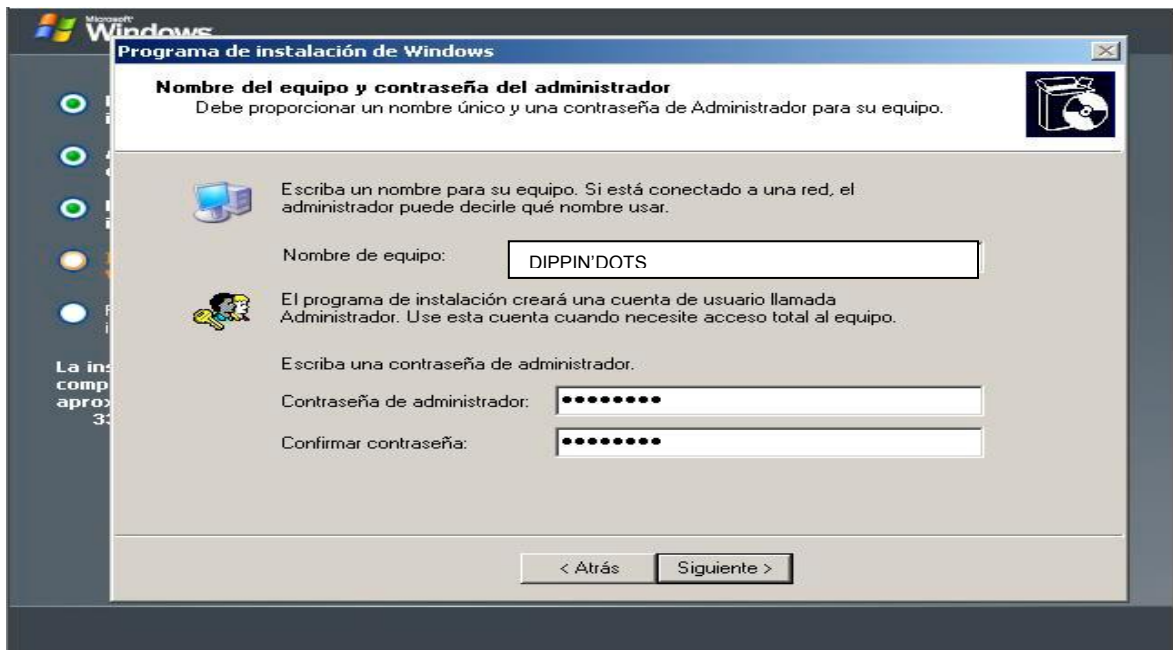 Microsoft
Windows
Programa de instalación de Windows
Nombre del equipo y contraseña del administrador
Debe proporcionar un nombre único y una contraseña de Administrador para su equipo.
Escriba un nombre para su equipo. Si está conectado a una red, el
administrador puede decirle qué nombre usar.
Nombre de equipo: DIPPIN'DOTS
El programa de instalación creará una cuenta de usuario llamada
Administrador. Use esta cuenta cuando necesite acceso total al equipo.
Escriba una contraseña de administrador.
Contraseña de administrador: ●●●●●●●●
Confirmar contraseña: ●●●●●●●●
< Atrás Siguiente >
La ins
comp
aprox